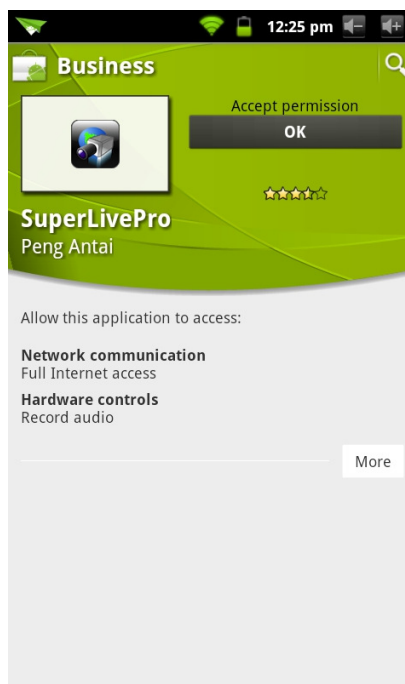 12:25 pm
Business
Accept permission
OK
SuperLivePro
Peng Antai
Allow this application to access:
Network communication
Full Internet access
Hardware controls
Record audio
More